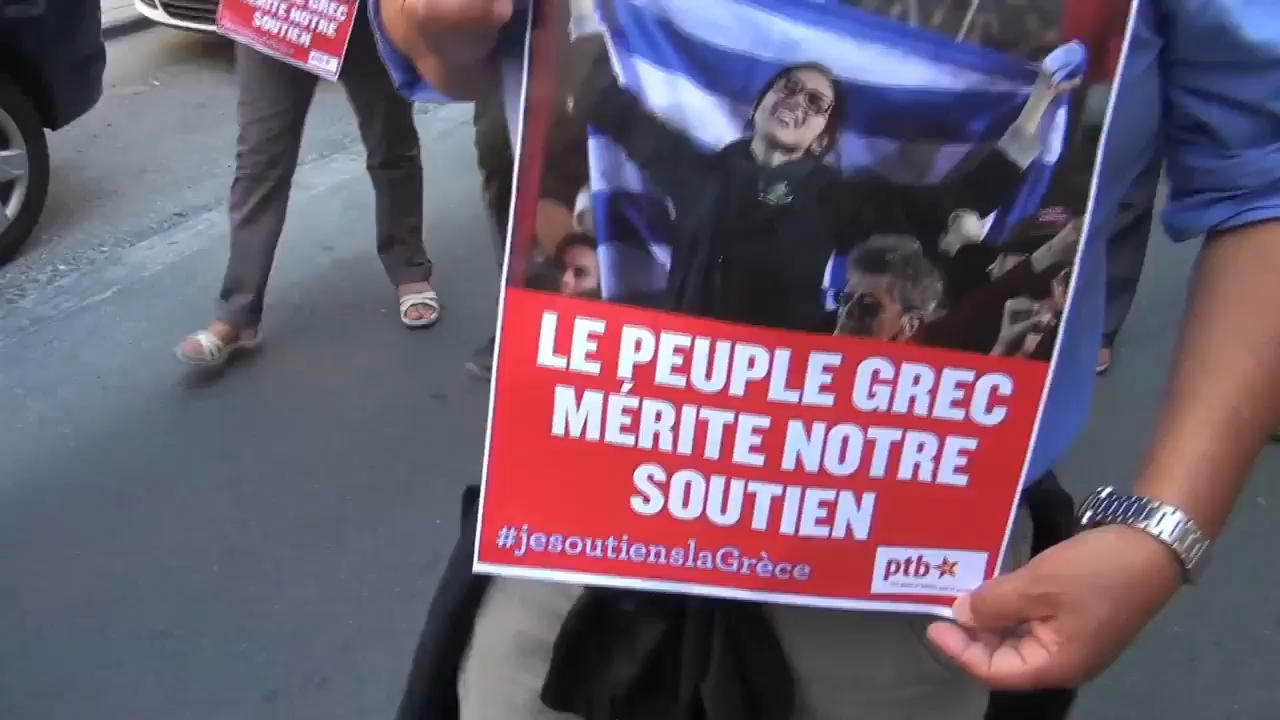 GREC
MÉRITE NOTRE
SOUTIEN
LE PEUPLE GREC
MÉRITE NOTRE
SOUTIEN
#jesoutienslaGrèce
ptb